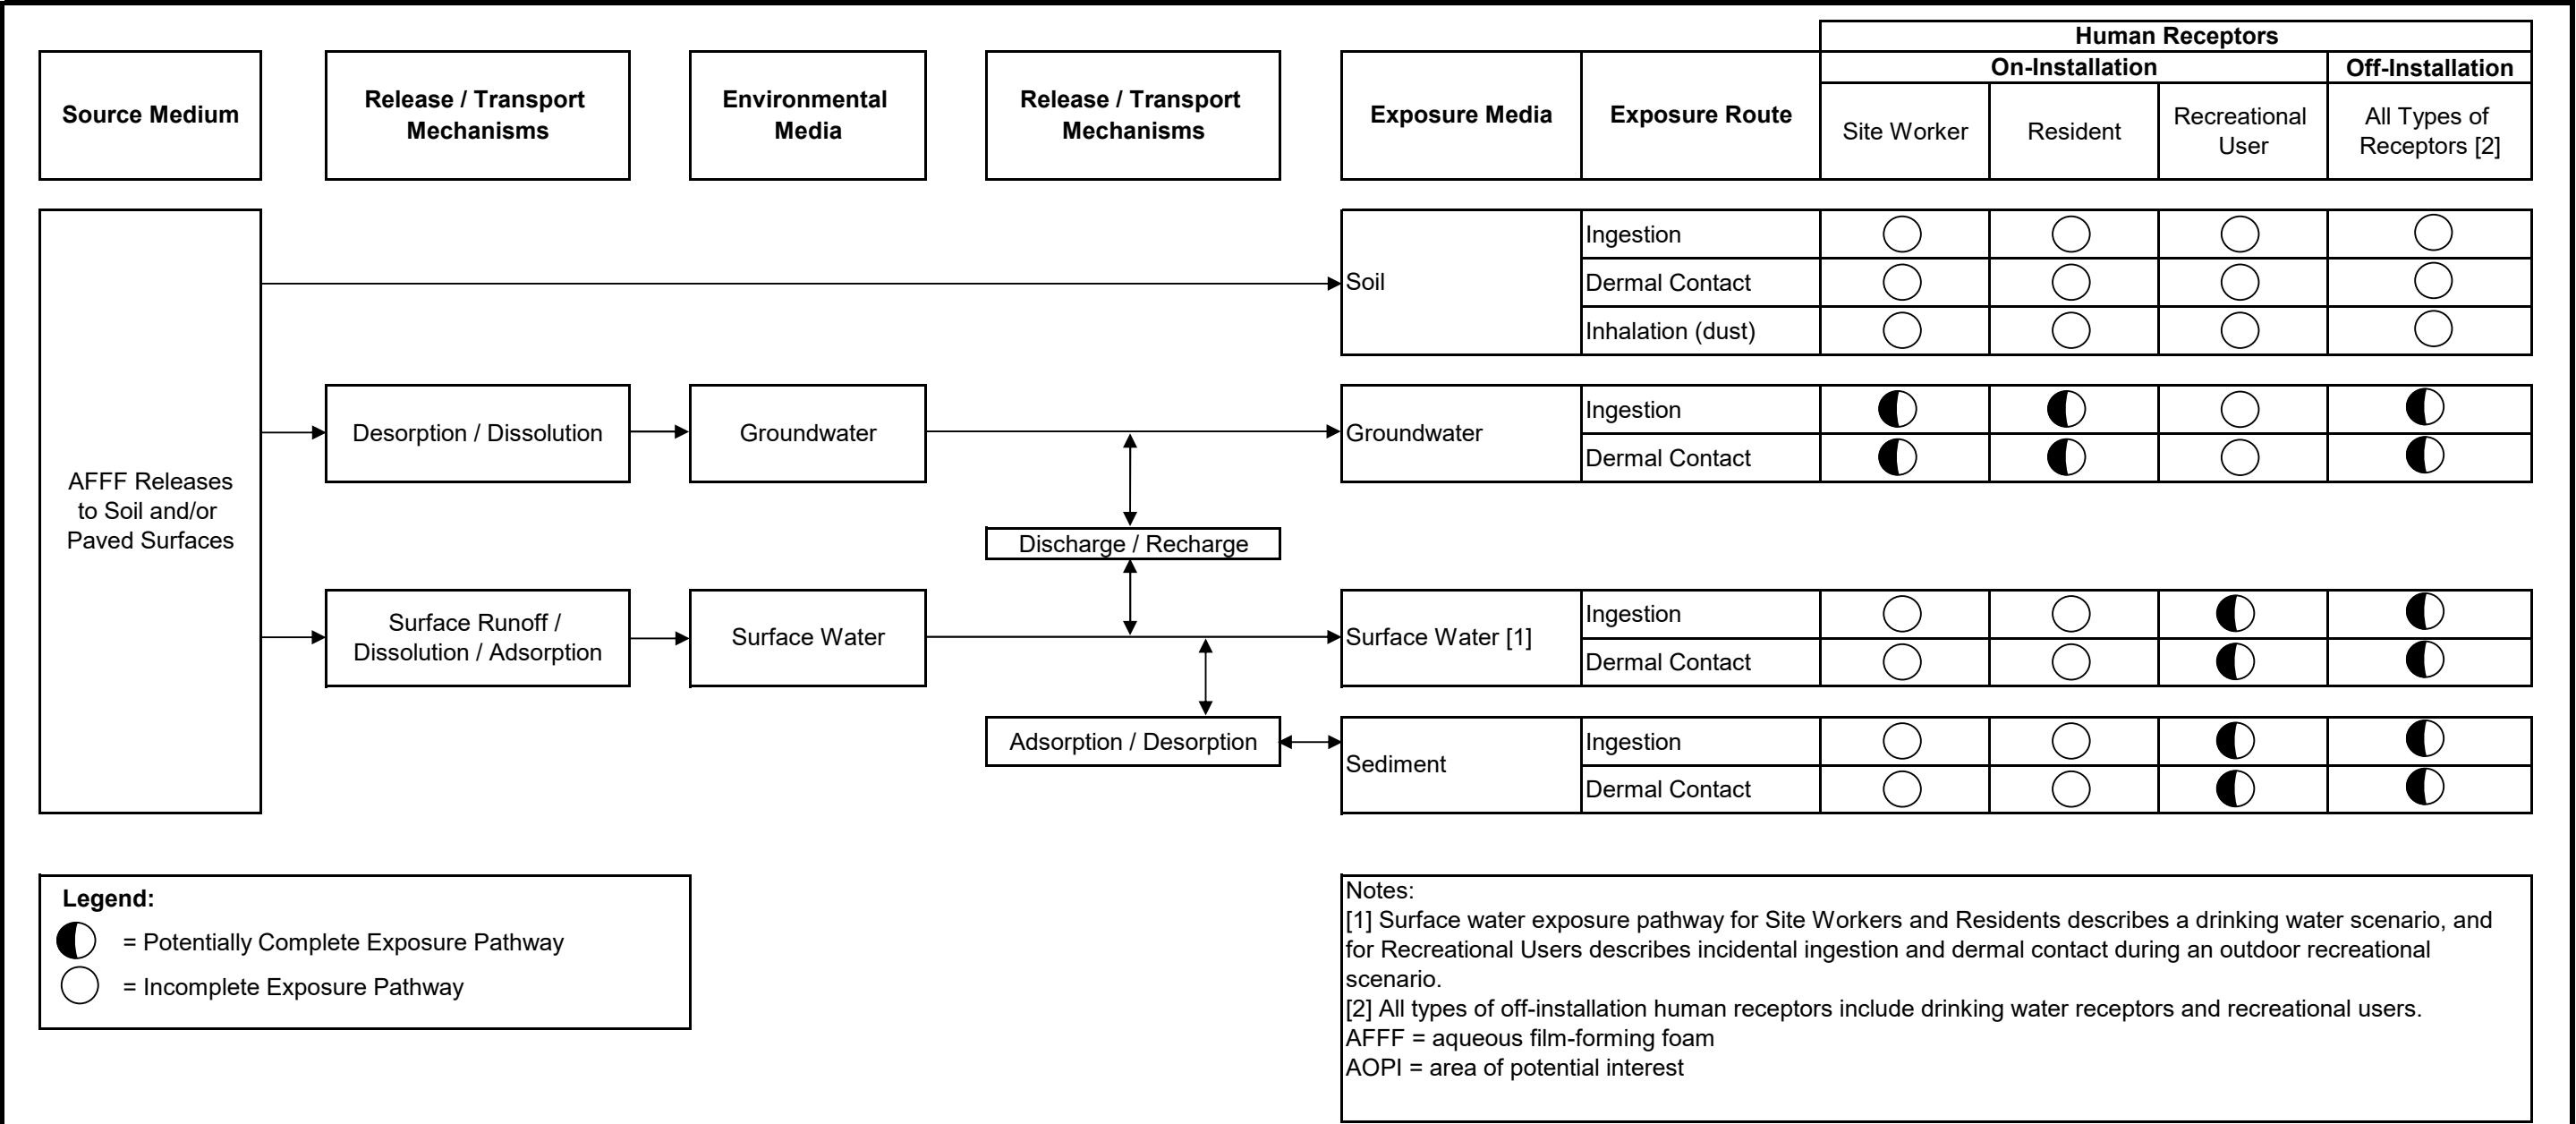 Human Receptors
On-Installation
Off-Installation
Source Medium
Release / Transport
Mechanisms
Environmental
Media
Release / Transport
Mechanisms
Exposure Media
Exposure Route
Site Worker
Resident
Recreational
User
All Types of
Receptors [2]
AFFF Releases
to Soil and/or
Paved Surfaces
Soil
Ingestion
Dermal Contact
Inhalation (dust)
Desorption / Dissolution
Groundwater
Groundwater
Ingestion
Dermal Contact
Discharge / Recharge
Surface Runoff /
Dissolution / Adsorption
Surface Water
Surface Water [1]
Ingestion
Dermal Contact
Adsorption / Desorption
Sediment
Ingestion
Dermal Contact
Legend:
= Potentially Complete Exposure Pathway
= Incomplete Exposure Pathway
Notes:
[1] Surface water exposure pathway for Site Workers and Residents describes a drinking water scenario, and
for Recreational Users describes incidental ingestion and dermal contact during an outdoor recreational
scenario.
[2] All types of off-installation human receptors include drinking water receptors and recreational users.
AFFF = aqueous film-forming foam
AOPI = area of potential interest